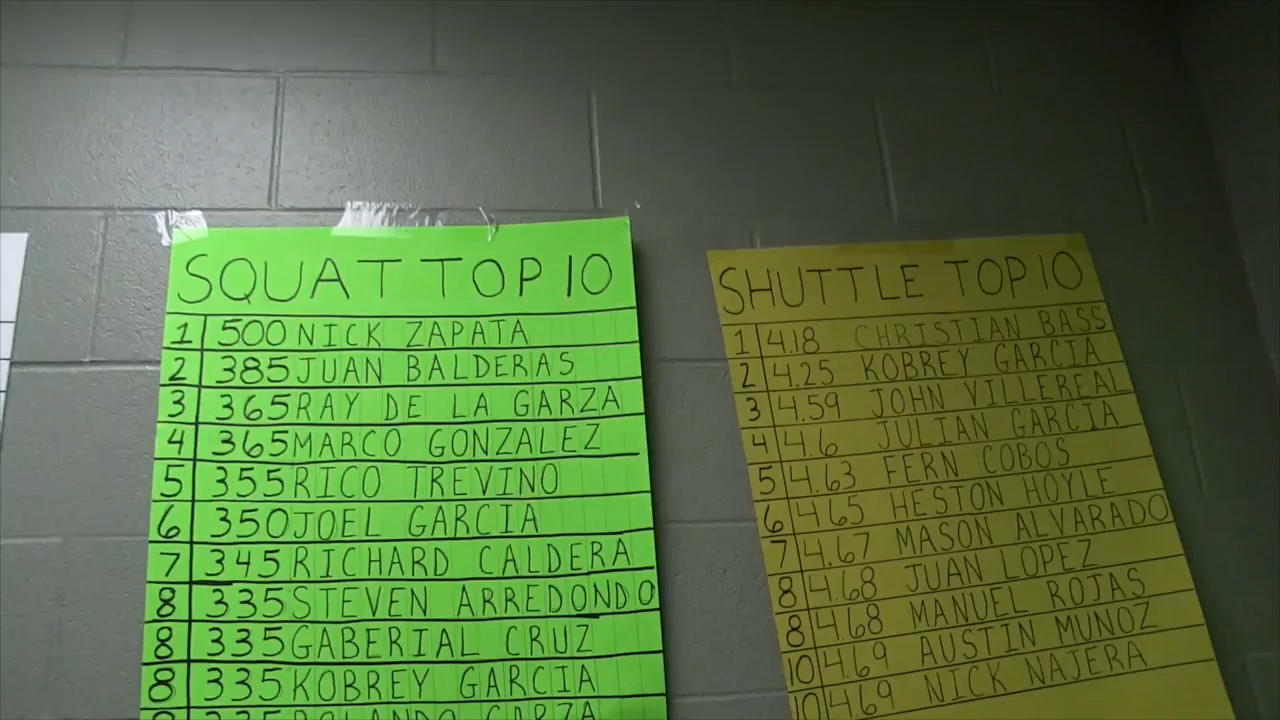 SQUAT TOP 10
1 500 NICK ZAPATA
2 385 JUAN BALDERAS
3 365 RAY DE LA GARZA
4 365 MARCO GONZALEZ
5 355 RICO TREVINO
6 350 JOEL GARCIA
7 345 RICHARD CALDERA
8 335 STEVEN ARREDONDO
8 335 GABERIAL CRUZ
8 335 KOBREY GARCIA
8 335 ROLANDO GARZA
SHUTTLE TOP 10
1 4.18 CHRISTIAN BASS
2 4.25 KOBREY GARCIA
3 4.59 JOHN VILLEREAL
4 4.6 JULIAN GARCIA
5 4.63 FERN COBOS
6 4.65 HESTON HOYLE
7 4.67 MASON ALVARADO
8 4.68 JUAN LOPEZ
8 4.68 MANUEL ROJAS
10 4.69 AUSTIN MUNOZ
10 4.69 NICK NAJERA